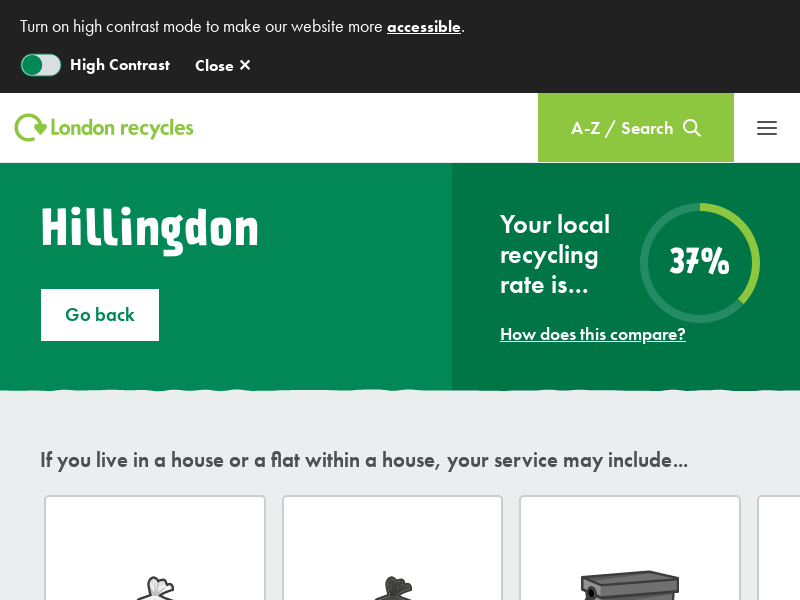 Turn on high contrast mode to make our website more accessible.
High Contrast
Close ✕
London recycles
A-Z / Search
Hillingdon
Go back
Your local
recycling
rate is...
37%
How does this compare?
If you live in a house or a flat within a house, your service may include...